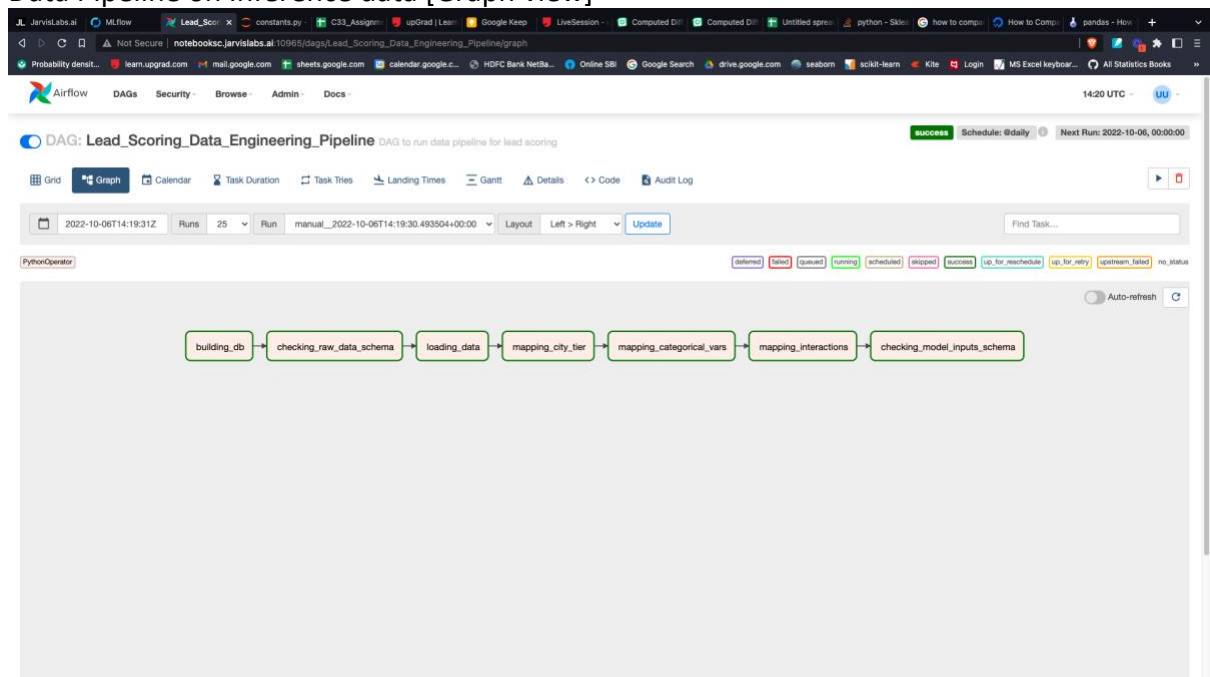 Data Pipeline on Inference data [Graph view]
JL JarvisLabs.ai MLflow Lead_Scor x constants.py - C33_Assignm upGrad | Learn Google Keep LiveSession - Computed Dif Computed Dif Untitled sprea python - Skle how to compa How to Comp pandas - How +
Not Secure | notebooksc.jarvislabs.ai:10965/dags/Lead_Scoring_Data_Engineering_Pipeline/graph
Probability densit... learn.upgrad.com mail.google.com sheets.google.com calendar.google.c... HDFC Bank NetBa... Online SBI Google Search drive.google.com seaborn scikit-learn Kite Login MS Excel keyboar... All Statistics Books »
Airflow DAGs Security Browse Admin Docs 14:20 UTC UU
DAG: Lead_Scoring_Data_Engineering_Pipeline DAG to run data pipeline for lead scoring success Schedule: @daily Next Run: 2022-10-06, 00:00:00
Grid Graph Calendar Task Duration Task Tries Landing Times Gantt Details <> Code Audit Log
2022-10-06T14:19:31Z Runs 25 Run manual__2022-10-06T14:19:30.493504+00:00 Layout Left > Right Update Find Task...
PythonOperator deferred failed queued running scheduled skipped success up_for_reschedule up_for_retry upstream_failed no_status
Auto-refresh
building_db checking_raw_data_schema loading_data mapping_city_tier mapping_categorical_vars mapping_interactions checking_model_inputs_schema